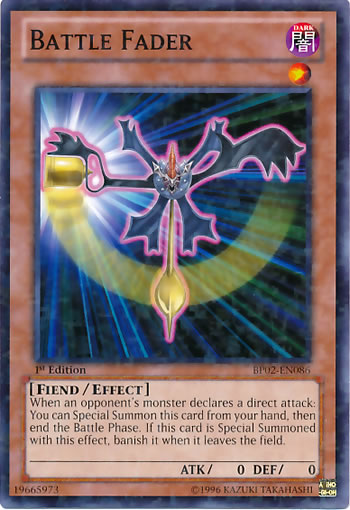 BATTLE FADER
DARK
闇
1st Edition
BP02-EN086
[FIEND / EFFECT]
When an opponent's monster declares a direct attack:
You can Special Summon this card from your hand, then
end the Battle Phase. If this card is Special Summoned
with this effect, banish it when it leaves the field.
ATK / 0 DEF / 0
19665973
©1996 KAZUKI TAKAHASHI